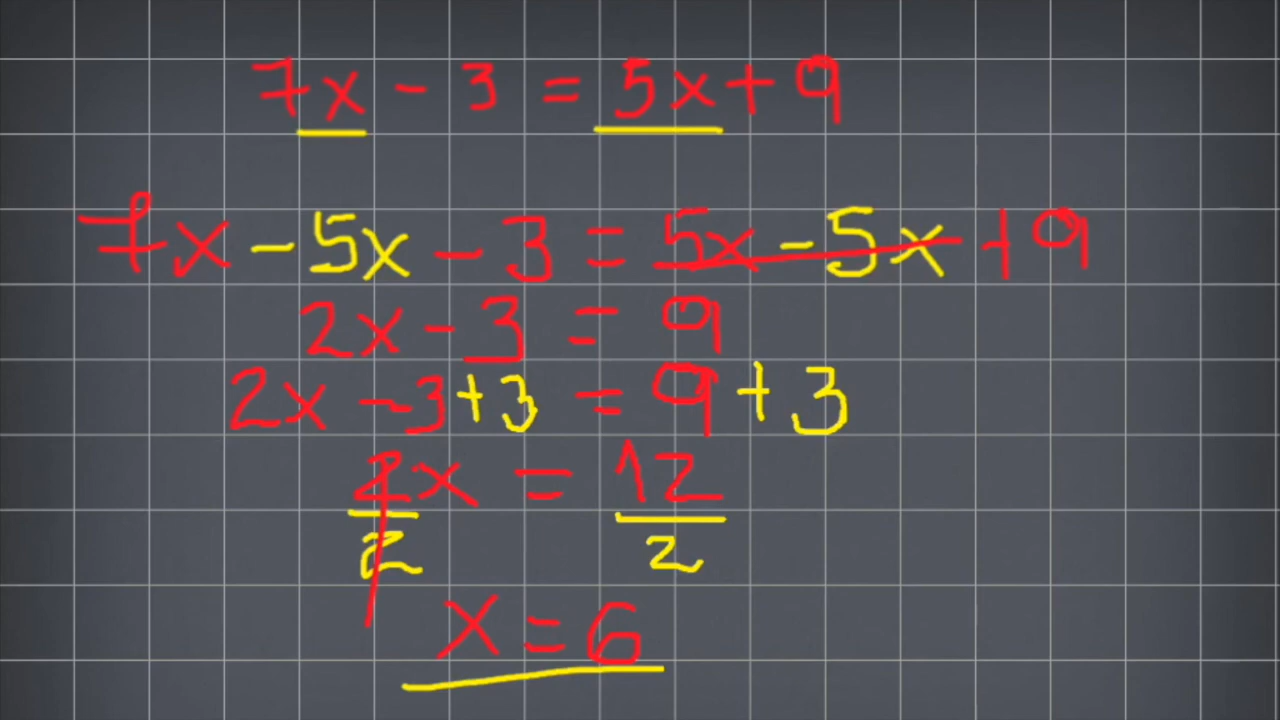 7x - 3 = 5x + 9
7x - 5x - 3 = 5x - 5x + 9
2x - 3 = 9
2x - 3 + 3 = 9 + 3
2x = 12
2 2
x = 6